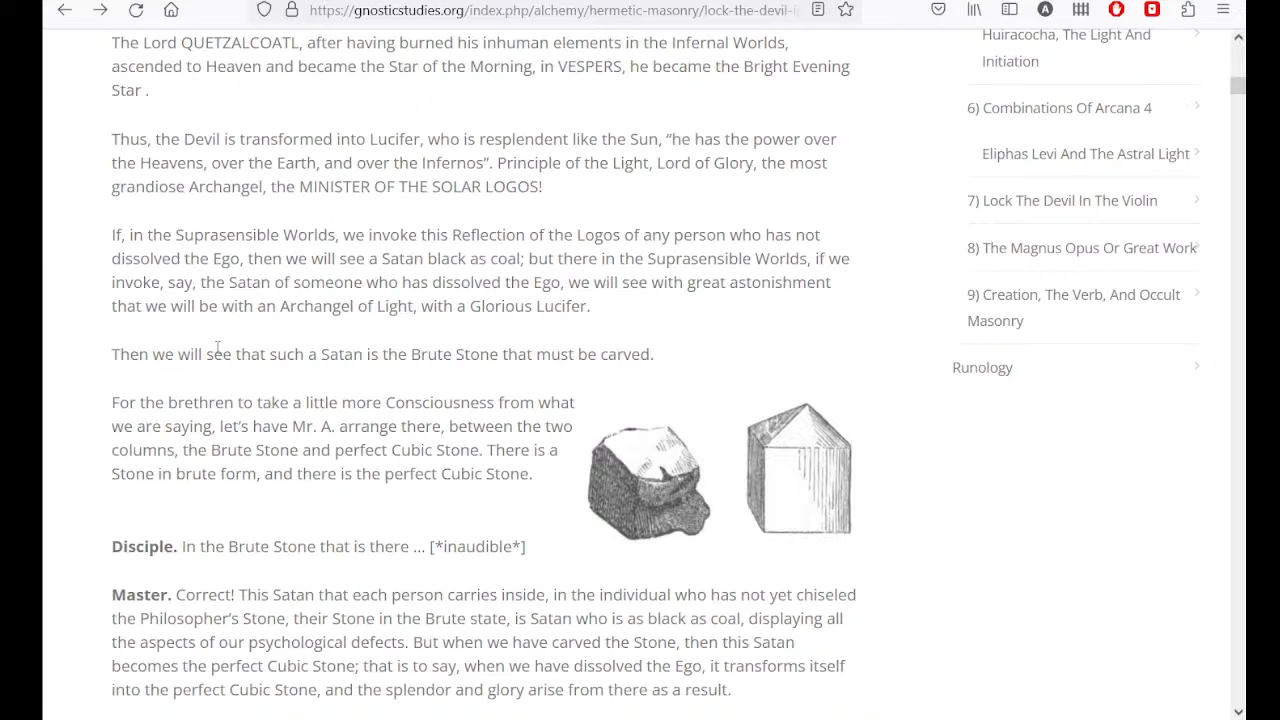 https://gnosticstudies.org/index.php/alchemy/hermetic-masonry/lock-the-devil-i
The Lord QUETZALCOATL, after having burned his inhuman elements in the Infernal Worlds,
ascended to Heaven and became the Star of the Morning, in VESPERS, he became the Bright Evening
Star .
Thus, the Devil is transformed into Lucifer, who is resplendent like the Sun, “he has the power over
the Heavens, over the Earth, and over the Infernos”. Principle of the Light, Lord of Glory, the most
grandiose Archangel, the MINISTER OF THE SOLAR LOGOS!
If, in the Suprasensible Worlds, we invoke this Reflection of the Logos of any person who has not
dissolved the Ego, then we will see a Satan black as coal; but there in the Suprasensible Worlds, if we
invoke, say, the Satan of someone who has dissolved the Ego, we will see with great astonishment
that we will be with an Archangel of Light, with a Glorious Lucifer.
Then we will see that such a Satan is the Brute Stone that must be carved.
For the brethren to take a little more Consciousness from what
we are saying, let’s have Mr. A. arrange there, between the two
columns, the Brute Stone and perfect Cubic Stone. There is a
Stone in brute form, and there is the perfect Cubic Stone.
Disciple. In the Brute Stone that is there ... [*inaudible*]
Master. Correct! This Satan that each person carries inside, in the individual who has not yet chiseled
the Philosopher’s Stone, their Stone in the Brute state, is Satan who is as black as coal, displaying all
the aspects of our psychological defects. But when we have carved the Stone, then this Satan
becomes the perfect Cubic Stone; that is to say, when we have dissolved the Ego, it transforms itself
into the perfect Cubic Stone, and the splendor and glory arise from there as a result.
Huiracocha, The Light And
Initiation
6) Combinations Of Arcana 4
Eliphas Levi And The Astral Light
7) Lock The Devil In The Violin
8) The Magnus Opus Or Great Work
9) Creation, The Verb, And Occult
Masonry
Runology